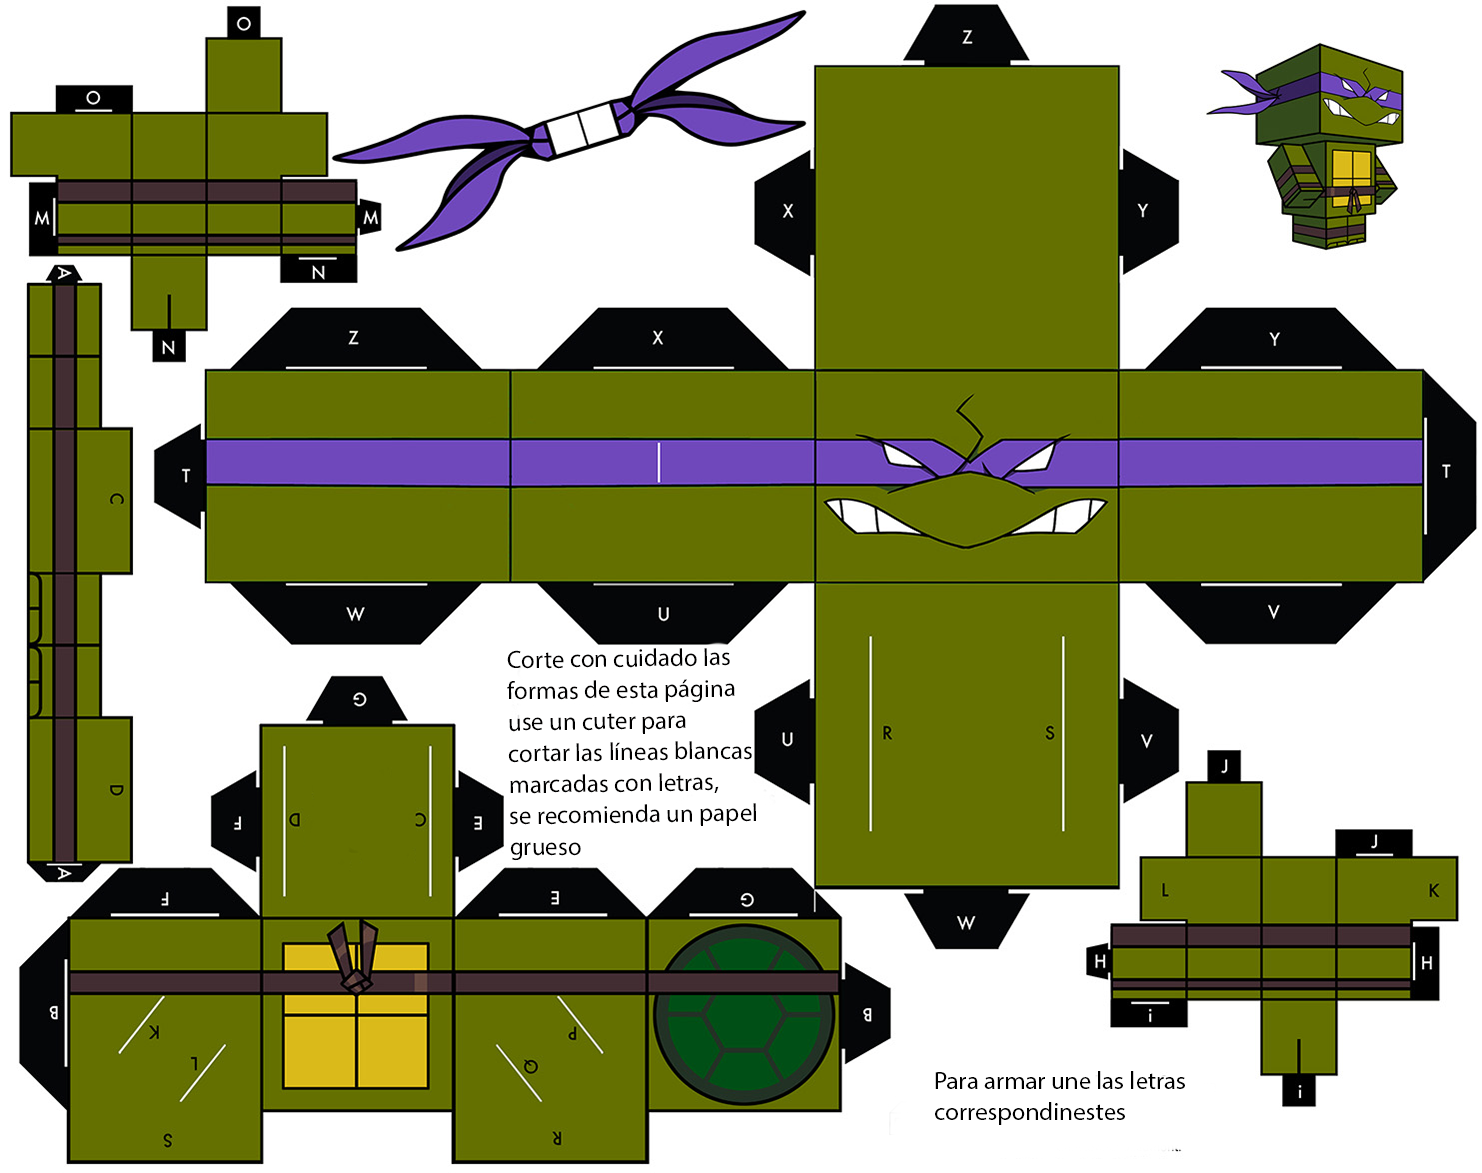 O
Z
O
M
M
X
Y
N
A
N
Z
X
Y
T
T
C
W
U
V
Corte con cuidado las
formas de esta página
use un cuter para
cortar las líneas blancas
marcadas con letras,
se recomienda un papel
grueso
G
U
R
S
V
D
F
D
C
E
J
A
F
E
G
W
J
L
K
B
B
H
H
K
L
P
Q
i
S
R
i
Para armar une las letras
correspondinestes